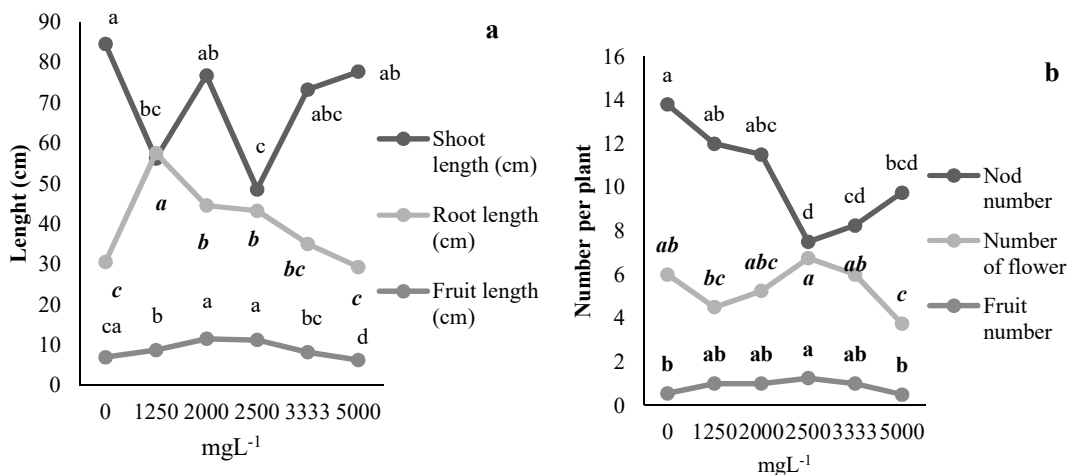 a
90
80
70
60
50
40
30
20
10
0
Lenght (cm)
a
bc
ab
c
abc
ab
a
b
b
bc
c
c
ca
b
a
a
bc
d
0 1250 2000 2500 3333 5000
mgL-1
Shoot
length (cm)
Root length
(cm)
Fruit length
(cm)
b
16
14
12
10
8
6
4
2
0
Number per plant
a
ab
abc
d
cd
bcd
ab
bc
abc
a
ab
c
b
ab
ab
a
ab
b
0 1250 2000 2500 3333 5000
mgL-1
Nod
number
Number
of flower
Fruit
number